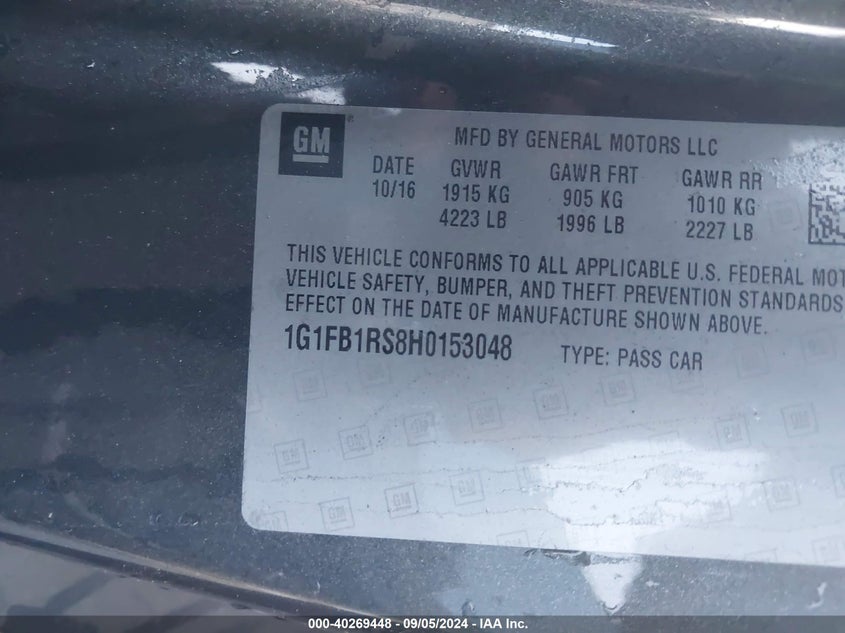 GM
MFD BY GENERAL MOTORS LLC
DATE GVWR GAWR FRT GAWR RR
10/16 1915 KG 905 KG 1010 KG
4223 LB 1996 LB 2227 LB
THIS VEHICLE CONFORMS TO ALL APPLICABLE U.S. FEDERAL MOT
VEHICLE SAFETY, BUMPER, AND THEFT PREVENTION STANDARDS
EFFECT ON THE DATE OF MANUFACTURE SHOWN ABOVE.
1G1FB1RS8H0153048 TYPE: PASS CAR
000-40269448 - 09/05/2024 - IAA Inc.